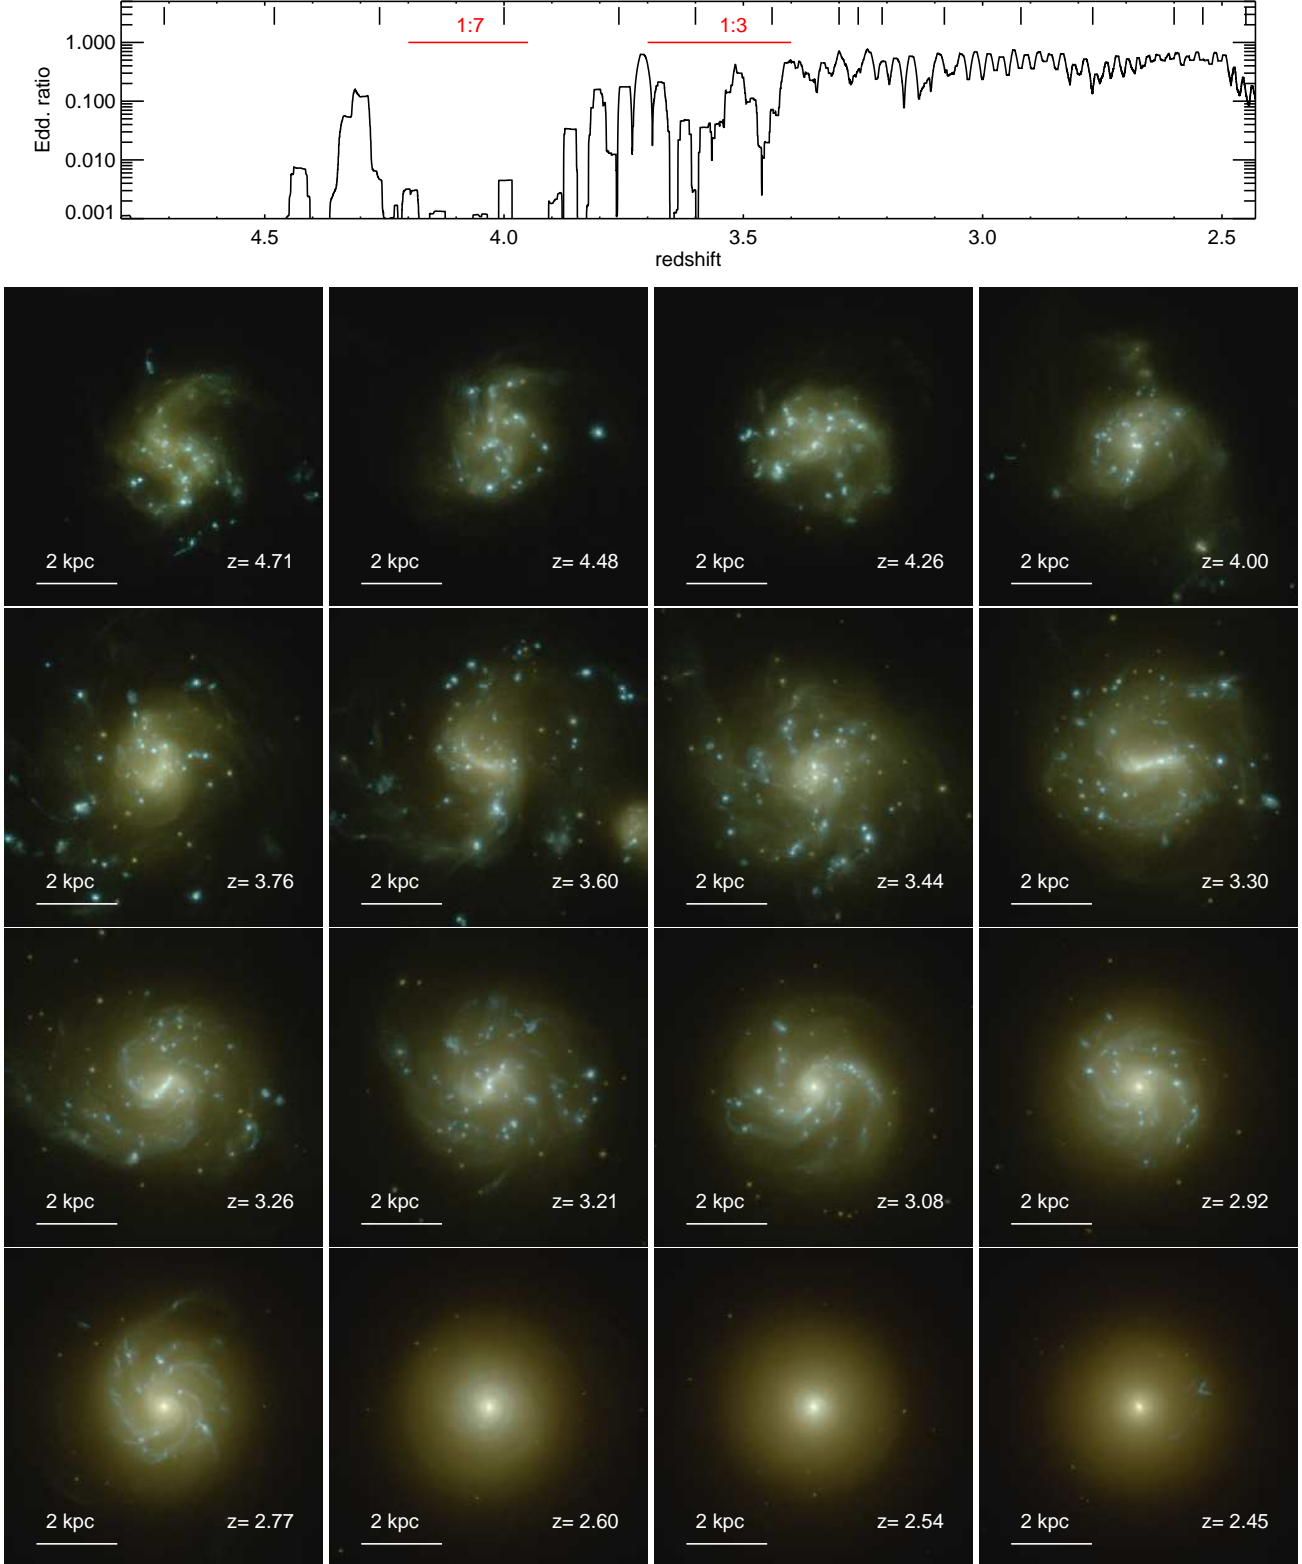 1:7 1:3
1.000
0.100
0.010
0.001
Edd. ratio
4.5 4.0 3.5 3.0 2.5
redshift
2 kpc z= 4.71
2 kpc z= 4.48
2 kpc z= 4.26
2 kpc z= 4.00
2 kpc z= 3.76
2 kpc z= 3.60
2 kpc z= 3.44
2 kpc z= 3.30
2 kpc z= 3.26
2 kpc z= 3.21
2 kpc z= 3.08
2 kpc z= 2.92
2 kpc z= 2.77
2 kpc z= 2.60
2 kpc z= 2.54
2 kpc z= 2.45